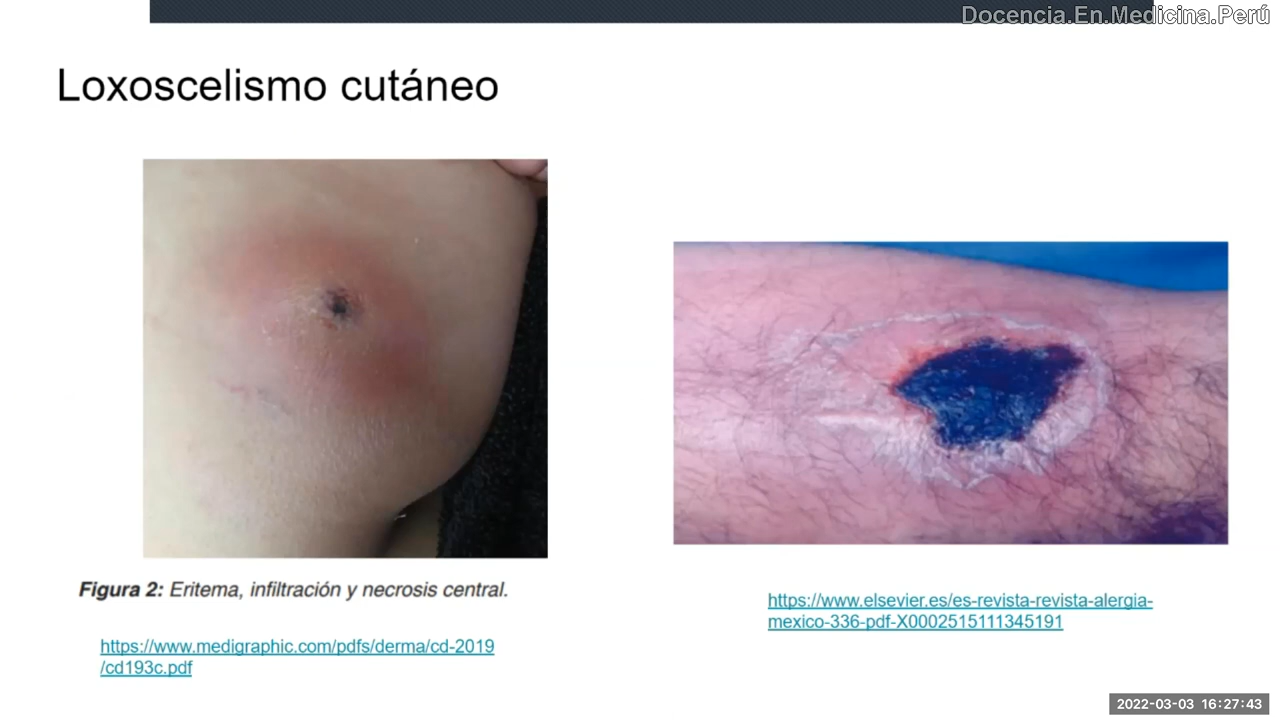 Docencia.En.Medicina.Perú
Loxoscelismo cutáneo
Figura 2: Eritema, infiltración y necrosis central.
https://www.medigraphic.com/pdfs/derma/cd-2019
/cd193c.pdf
https://www.elsevier.es/es-revista-revista-alergia-
mexico-336-pdf-X0002515111345191
2022-03-03 16:27:43